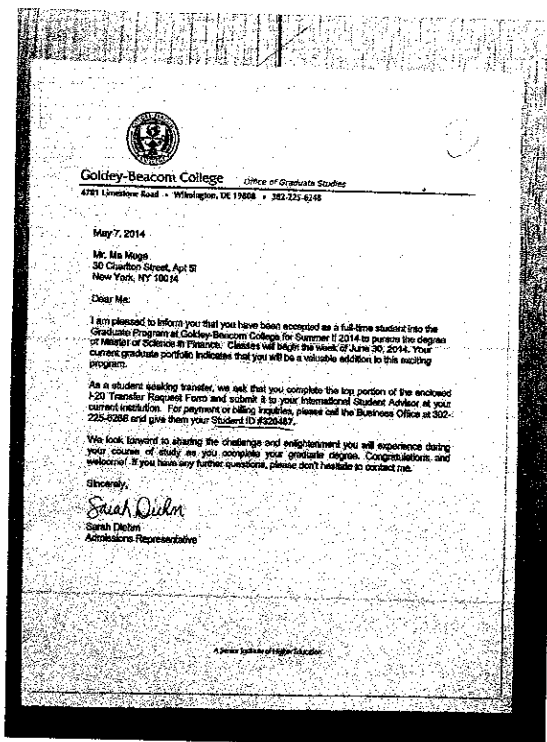 Goldey-Beacom College Office of Graduate Studies
4701 Limestone Road • Wilmington, DE 19808 • 302-225-6248
May 7, 2014
Mr. Ma Muge
30 Charlton Street, Apt 5I
New York, NY 10014
Dear Ma:
I am pleased to inform you that you have been accepted as a full-time student into the
Graduate Program at Goldey-Beacom College for Summer II 2014 to pursue the degree
of Master of Science in Finance. Classes will begin the week of June 30, 2014. Your
current graduate portfolio indicates that you will be a valuable addition to this exciting
program.
As a student seeking transfer, we ask that you complete the top portion of the enclosed
I-20 Transfer Request Form and submit it to your International Student Advisor at your
current institution. For payment or billing inquiries, please call the Business Office at 302-
225-6266 and give them your Student ID #320487.
We look forward to sharing the challenge and enlightenment you will experience during
your course of study as you complete your graduate degree. Congratulations and
welcome! If you have any further questions, please don't hesitate to contact me.
Sincerely,
Sarah Diehm
Sarah Diehm
Admissions Representative
A Senior Institute of Higher Education